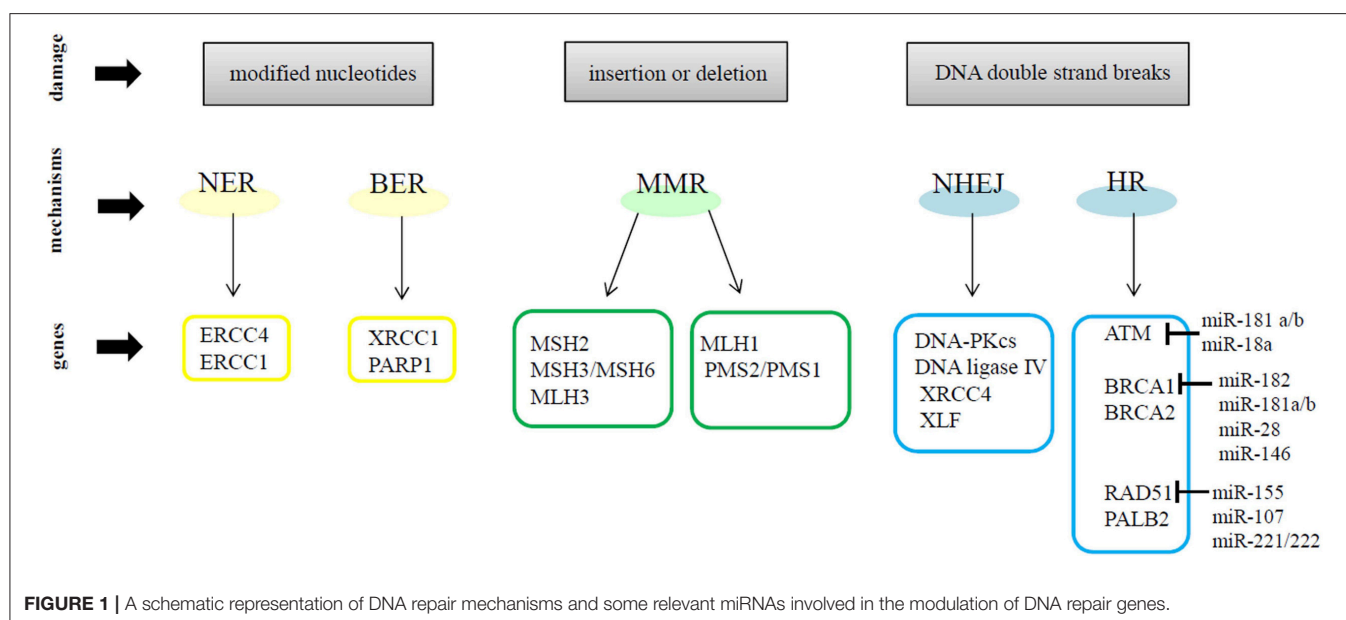 damage
modified nucleotides
insertion or deletion
DNA double strand breaks
mechanisms
NER
BER
MMR
NHEJ
HR
genes
ERCC4
ERCC1
XRCC1
PARP1
MSH2
MSH3/MSH6
MLH3
MLH1
PMS2/PMS1
DNA-PKcs
DNA ligase IV
XRCC4
XLF
ATM
miR-181 a/b
miR-18a
BRCA1
BRCA2
miR-182
miR-181a/b
miR-28
miR-146
RAD51
PALB2
miR-155
miR-107
miR-221/222
FIGURE 1 | A schematic representation of DNA repair mechanisms and some relevant miRNAs involved in the modulation of DNA repair genes.